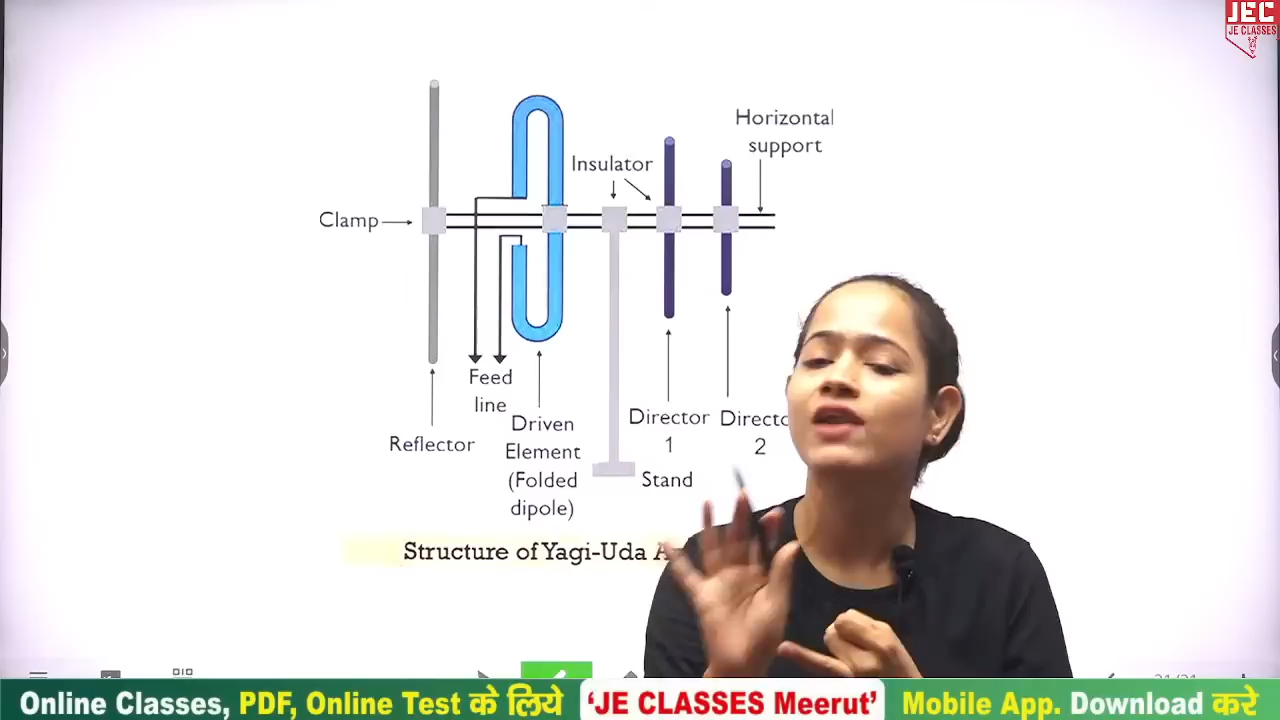 JEC
JE CLASSES
Horizontal
support
Insulator
Clamp
Feed
line
Reflector
Driven
Element
(Folded
dipole)
Director
1
2
Stand
Structure of Yagi-Uda
Online Classes, PDF, Online Test के लिये
‘JE CLASSES Meerut’
Mobile App. Download करे